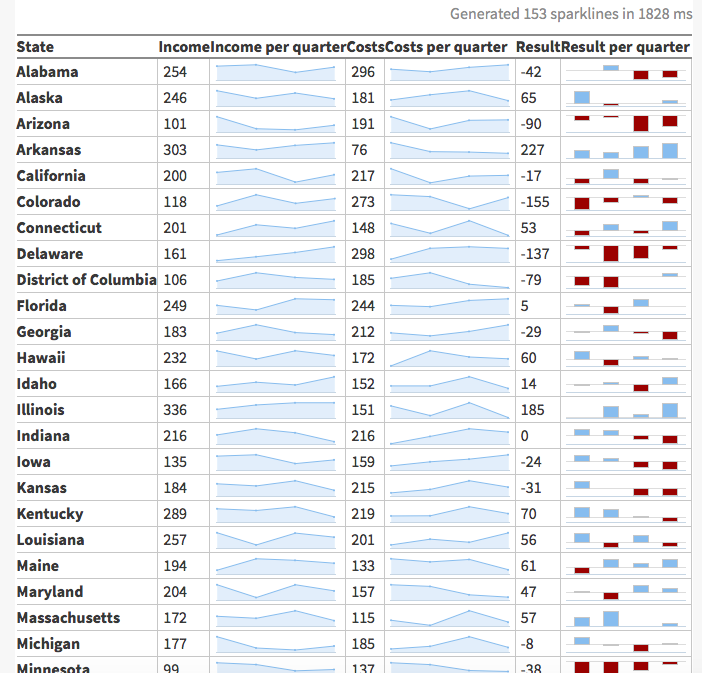 Generated 153 sparklines in 1828 ms
State Income Income per quarter Costs Costs per quarter Result Result per quarter
Alabama 254 296 -42
Alaska 246 181 65
Arizona 101 191 -90
Arkansas 303 76 227
California 200 217 -17
Colorado 118 273 -155
Connecticut 201 148 53
Delaware 161 298 -137
District of Columbia 106 185 -79
Florida 249 244 5
Georgia 183 212 -29
Hawaii 232 172 60
Idaho 166 152 14
Illinois 336 151 185
Indiana 216 216 0
Iowa 135 159 -24
Kansas 184 215 -31
Kentucky 289 219 70
Louisiana 257 201 56
Maine 194 133 61
Maryland 204 157 47
Massachusetts 172 115 57
Michigan 177 185 -8
Minnesota 99 137 -38